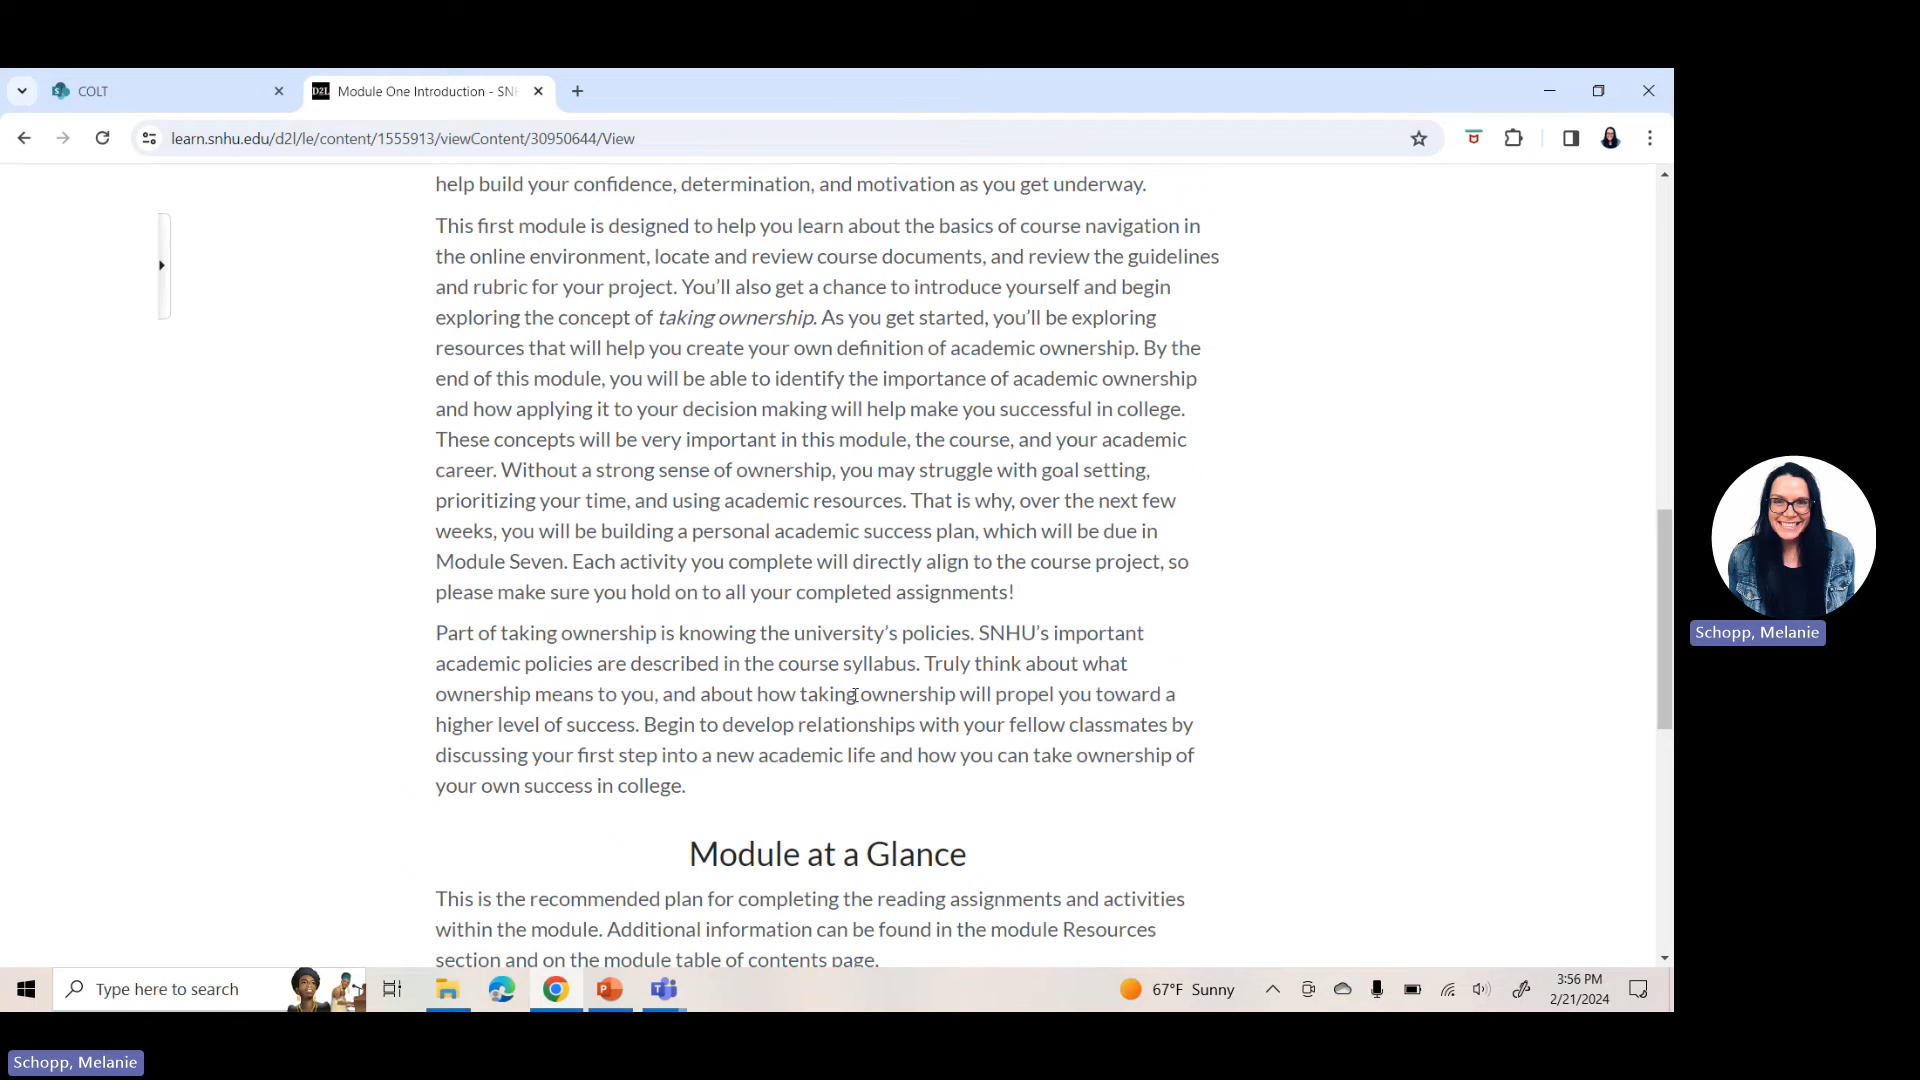 COLT
D2L Module One Introduction - SNH
learn.snhu.edu/d2l/le/content/1555913/viewContent/30950644/View
help build your confidence, determination, and motivation as you get underway.
This first module is designed to help you learn about the basics of course navigation in
the online environment, locate and review course documents, and review the guidelines
and rubric for your project. You’ll also get a chance to introduce yourself and begin
exploring the concept of taking ownership. As you get started, you’ll be exploring
resources that will help you create your own definition of academic ownership. By the
end of this module, you will be able to identify the importance of academic ownership
and how applying it to your decision making will help make you successful in college.
These concepts will be very important in this module, the course, and your academic
career. Without a strong sense of ownership, you may struggle with goal setting,
prioritizing your time, and using academic resources. That is why, over the next few
weeks, you will be building a personal academic success plan, which will be due in
Module Seven. Each activity you complete will directly align to the course project, so
please make sure you hold on to all your completed assignments!
Part of taking ownership is knowing the university’s policies. SNHU’s important
academic policies are described in the course syllabus. Truly think about what
ownership means to you, and about how taking ownership will propel you toward a
higher level of success. Begin to develop relationships with your fellow classmates by
discussing your first step into a new academic life and how you can take ownership of
your own success in college.
Module at a Glance
This is the recommended plan for completing the reading assignments and activities
within the module. Additional information can be found in the module Resources
section and on the module table of contents page.
Schopp, Melanie
Type here to search
67°F Sunny
3:56 PM
2/21/2024
Schopp, Melanie